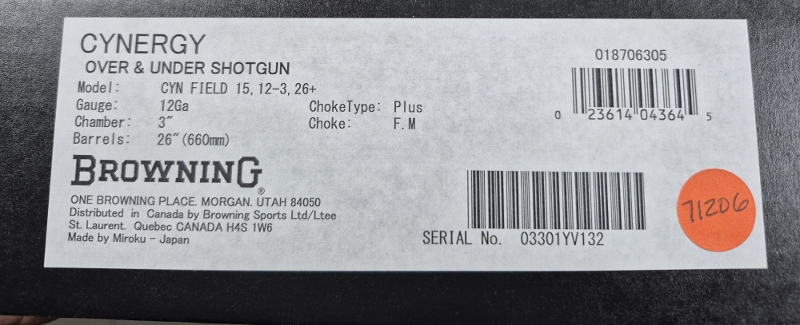 CYNERGY
OVER & UNDER SHOTGUN
Model: CYN FIELD 15,12-3,26+
Gauge: 12Ga ChokeType: Plus
Chamber: 3″ Choke: F.M
Barrels: 26″(660mm)
BROWNING®
ONE BROWNING PLACE. MORGAN. UTAH 84050
Distributed in Canada by Browning Sports Ltd/Ltee
St. Laurent. Quebec CANADA H4S 1W6
Made by Miroku - Japan
018706305
0 23614 04364 5
SERIAL No. 03301YV132
71206